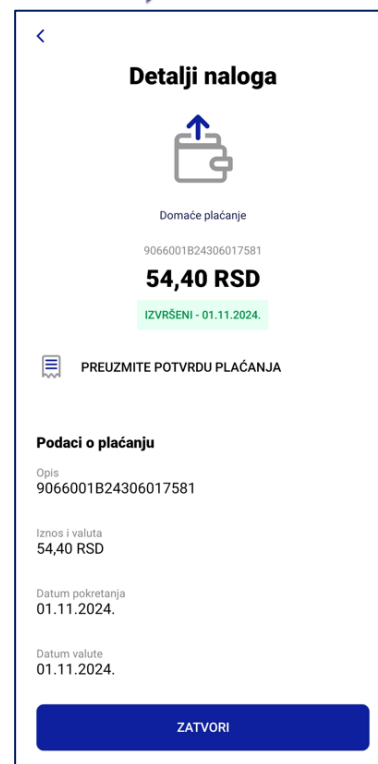 Detalji naloga
Domaće plaćanje
9066001B24306017581
54,40 RSD
IZVRŠENI - 01.11.2024.
PREUZMITE POTVRDU PLAĆANJA
Podaci o plaćanju
Opis
9066001B24306017581
Iznos i valuta
54,40 RSD
Datum pokretanja
01.11.2024.
Datum valute
01.11.2024.
ZATVORI